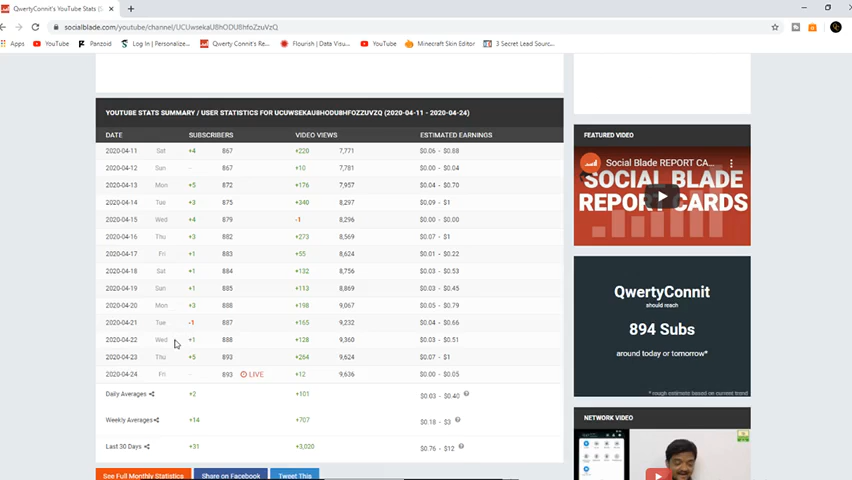 QwertyConnit's YouTube Stats (S
socialblade.com/youtube/channel/UCUwsekaU8hODU8hfoZzuVzQ
Apps YouTube Panzoid Log In | Personalize... Qwerty Connit's Re... Flourish | Data Visu... YouTube Minecraft Skin Editor 3 Secret Lead Sourc...
YOUTUBE STATS SUMMARY / USER STATISTICS FOR UCUWSEKAU8HODU8HFOZZUVZQ (2020-04-11 - 2020-04-24)
DATE SUBSCRIBERS VIDEO VIEWS ESTIMATED EARNINGS
2020-04-11 Sat +4 867 +220 7,771 $0.06 - $0.88
2020-04-12 Sun -- 867 +10 7,781 $0.00 - $0.04
2020-04-13 Mon +5 872 +176 7,957 $0.04 - $0.70
2020-04-14 Tue +3 875 +340 8,297 $0.09 - $1
2020-04-15 Wed +4 879 -1 8,296 $0.00 - $0.00
2020-04-16 Thu +3 882 +273 8,569 $0.07 - $1
2020-04-17 Fri +1 883 +55 8,624 $0.01 - $0.22
2020-04-18 Sat +1 884 +132 8,756 $0.03 - $0.53
2020-04-19 Sun +1 885 +113 8,869 $0.03 - $0.45
2020-04-20 Mon +3 888 +198 9,067 $0.05 - $0.79
2020-04-21 Tue -1 887 +165 9,232 $0.04 - $0.66
2020-04-22 Wed +1 888 +128 9,360 $0.03 - $0.51
2020-04-23 Thu +5 893 +264 9,624 $0.07 - $1
2020-04-24 Fri -- 893 LIVE +12 9,636 $0.00 - $0.05
Daily Averages +2 +101 $0.03 - $0.40
Weekly Averages +14 +707 $0.18 - $3
Last 30 Days +31 +3,020 $0.76 - $12
See Full Monthly Statistics Share on Facebook Tweet This
FEATURED VIDEO
Social Blade REPORT CA...
SOCIAL BLADE
REPORT CARDS
QwertyConnit
should reach
894 Subs
around today or tomorrow*
*rough estimate based on current trend
NETWORK VIDEO